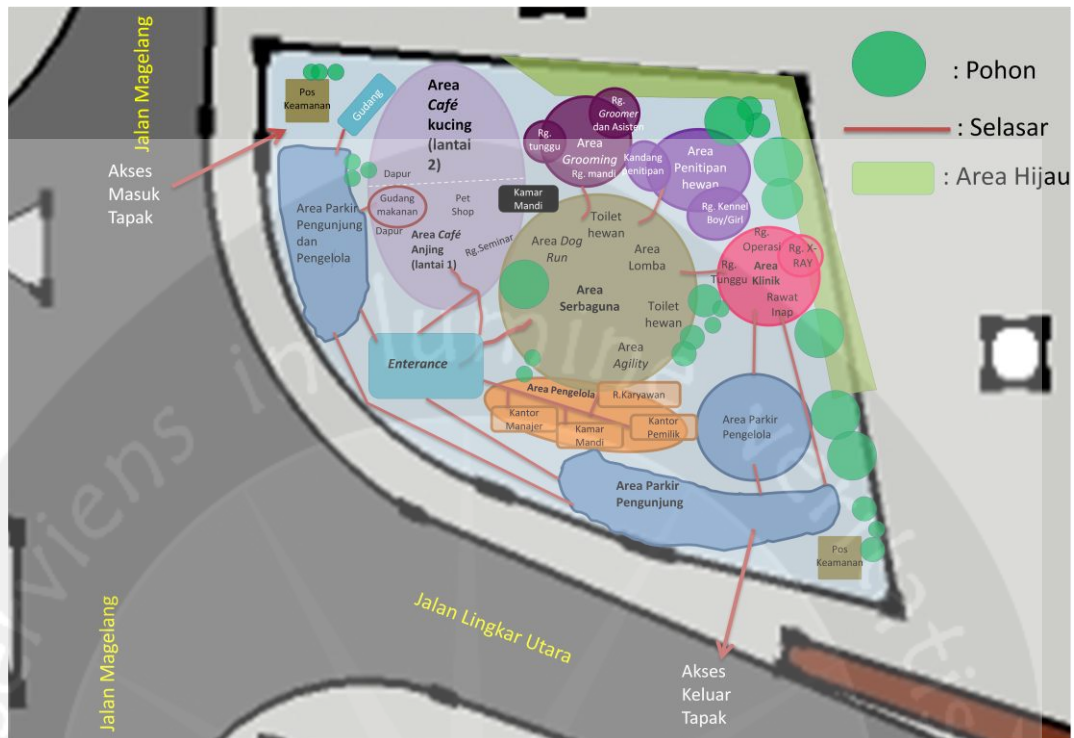 Jalan Magelang
Pos
Keamanan
Gudang
Akses
Masuk
Tapak
Area
Café
kucing
(lantai
2)
Dapur
Gudang
makanan
Pet
Shop
Dapur
Area Café
Anjing
(lantai 1)
Rg.Seminar
Area Parkir
Pengunjung
dan
Pengelola
Kamar
Mandi
Rg.
tunggu
Rg.
Groomer
dan Asisten
Area
Grooming
Rg. mandi
Kandang
penitipan
Area
Penitipan
hewan
Rg. Kennel
Boy/Girl
Toilet
hewan
Area Dog
Run
Area
Lomba
Area
Serbaguna
Toilet
hewan
Area
Agility
Rg.
Operasi
Rg. X-
RAY
Rg.
Tunggu
Area
Klinik
Rawat
Inap
Enterance
Area Pengelola
R.Karyawan
Kantor
Manajer
Kamar
Mandi
Kantor
Pemilik
Area Parkir
Pengelola
Area Parkir
Pengunjung
Pos
Keamanan
Akses
Keluar
Tapak
Jalan Lingkar Utara
Jalan Magelang
: Pohon
: Selasar
: Area Hijau
viens in lumine veritatis